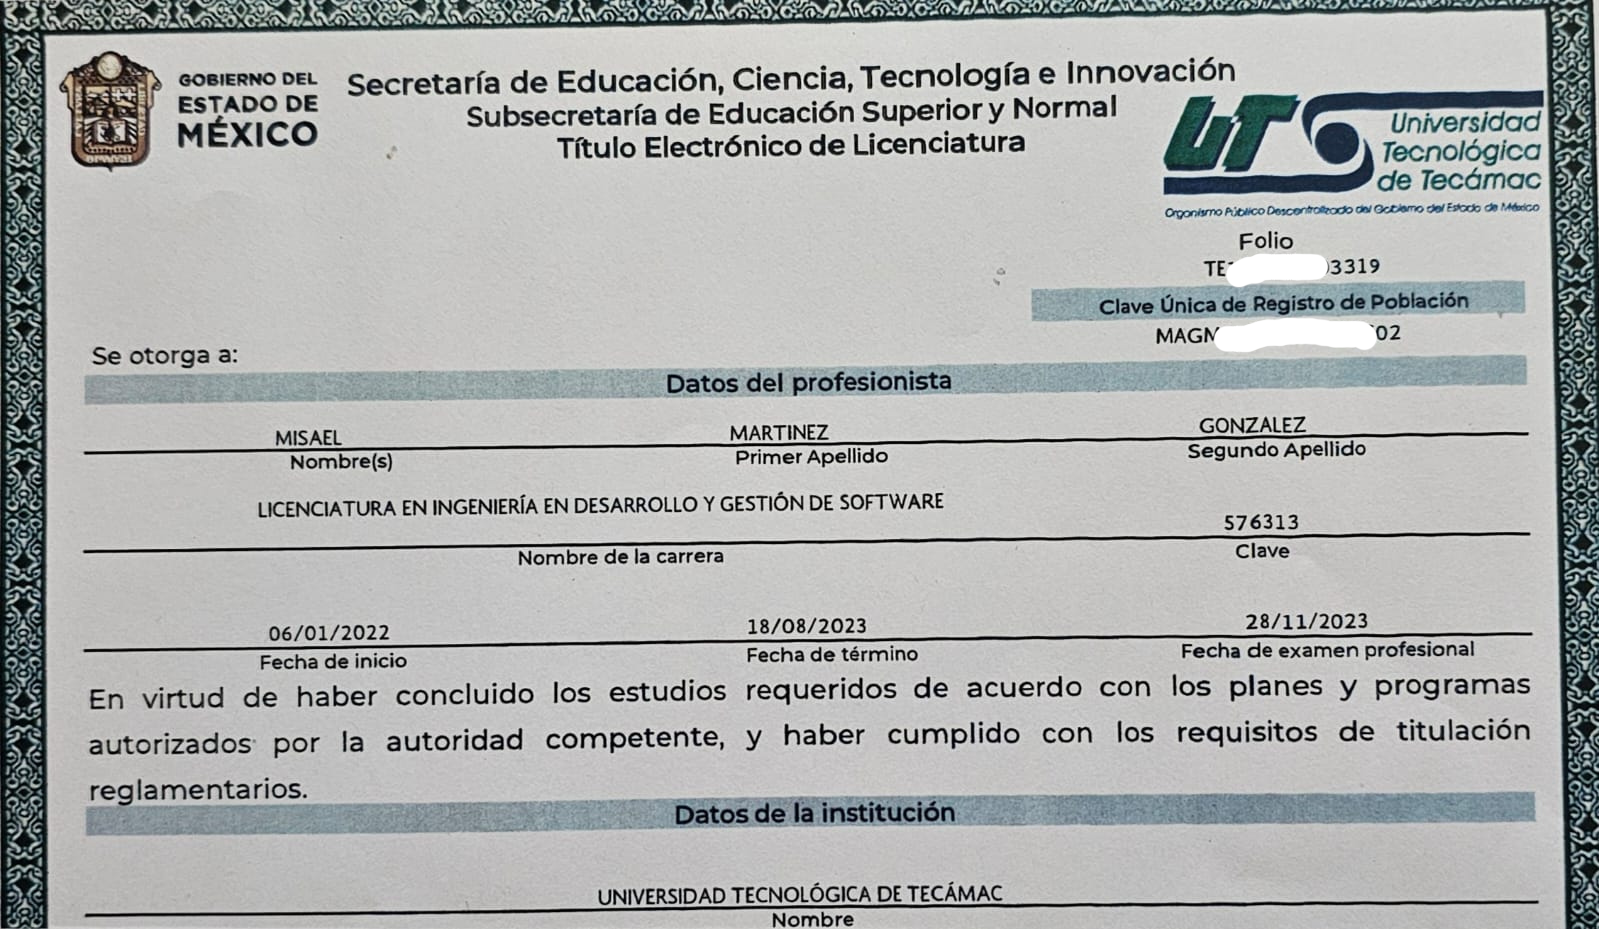 GOBIERNO DEL
ESTADO DE
MÉXICO
Secretaría de Educación, Ciencia, Tecnología e Innovación
Subsecretaría de Educación Superior y Normal
Título Electrónico de Licenciatura
UT
Universidad
Tecnológica
de Tecámac
Organismo Público Descentralizado del Gobierno del Estado de México
Folio
TE 3319
Clave Única de Registro de Población
MAGM 02
Se otorga a:
Datos del profesionista
MISAEL MARTINEZ GONZALEZ
Nombre(s) Primer Apellido Segundo Apellido
LICENCIATURA EN INGENIERÍA EN DESARROLLO Y GESTIÓN DE SOFTWARE 576313
Nombre de la carrera Clave
06/01/2022 18/08/2023 28/11/2023
Fecha de inicio Fecha de término Fecha de examen profesional
En virtud de haber concluido los estudios requeridos de acuerdo con los planes y programas
autorizados por la autoridad competente, y haber cumplido con los requisitos de titulación
reglamentarios.
Datos de la institución
UNIVERSIDAD TECNOLÓGICA DE TECÁMAC
Nombre